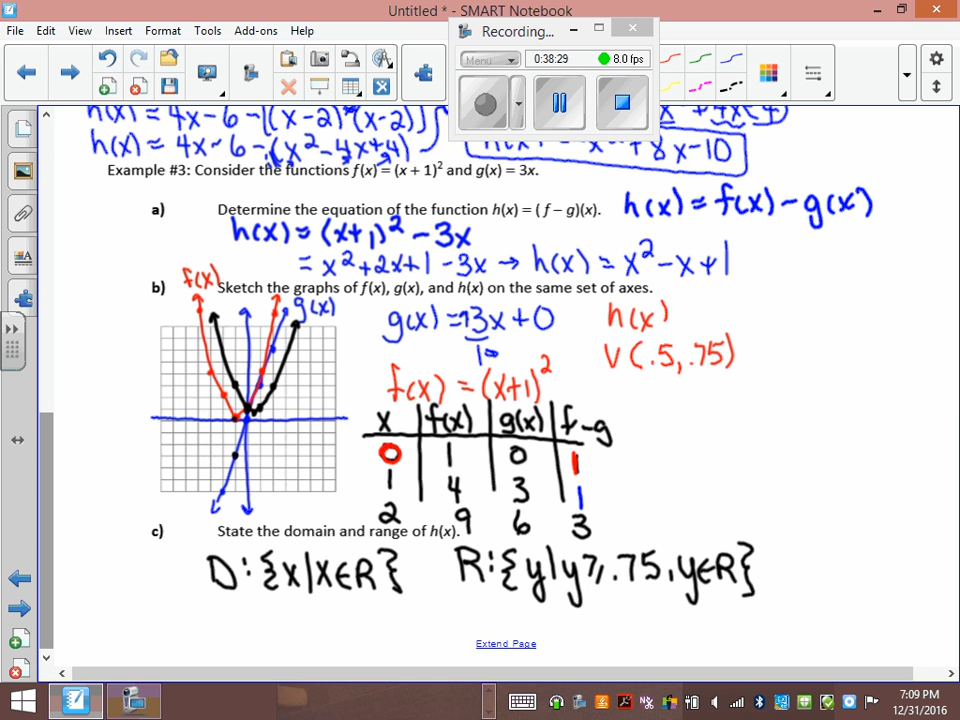 Untitled * - SMART Notebook
File Edit View Insert Format Tools Add-ons Help
Recording...
Menu 0:38:29 8.0 fps
h(x) = 4x - 6 - [(x-2)(x-2)]
h(x) = 4x - 6 - (x² - 4x + 4)
+ 8x - 10
Example #3: Consider the functions f(x) = (x + 1)² and g(x) = 3x.
a) Determine the equation of the function h(x) = (f – g)(x). h(x) = f(x) - g(x)
h(x) = (x+1)² - 3x
= x² + 2x + 1 - 3x → h(x) = x² - x + 1
b) Sketch the graphs of f(x), g(x), and h(x) on the same set of axes.
f(x)
g(x)
g(x) = 3x + 0
1
h(x)
V(.5, .75)
f(x) = (x+1)²
x f(x) g(x) f-g
0 1 0 1
1 4 3 1
2 9 6 3
c) State the domain and range of h(x).
D: {x|x∈R} R: {y|y≥.75, y∈R}
Extend Page
7:09 PM
12/31/2016